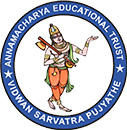 ANNAMACHARYA EDUCATIONAL TRUST
VIDWAN SARVATRA PUJYATHE